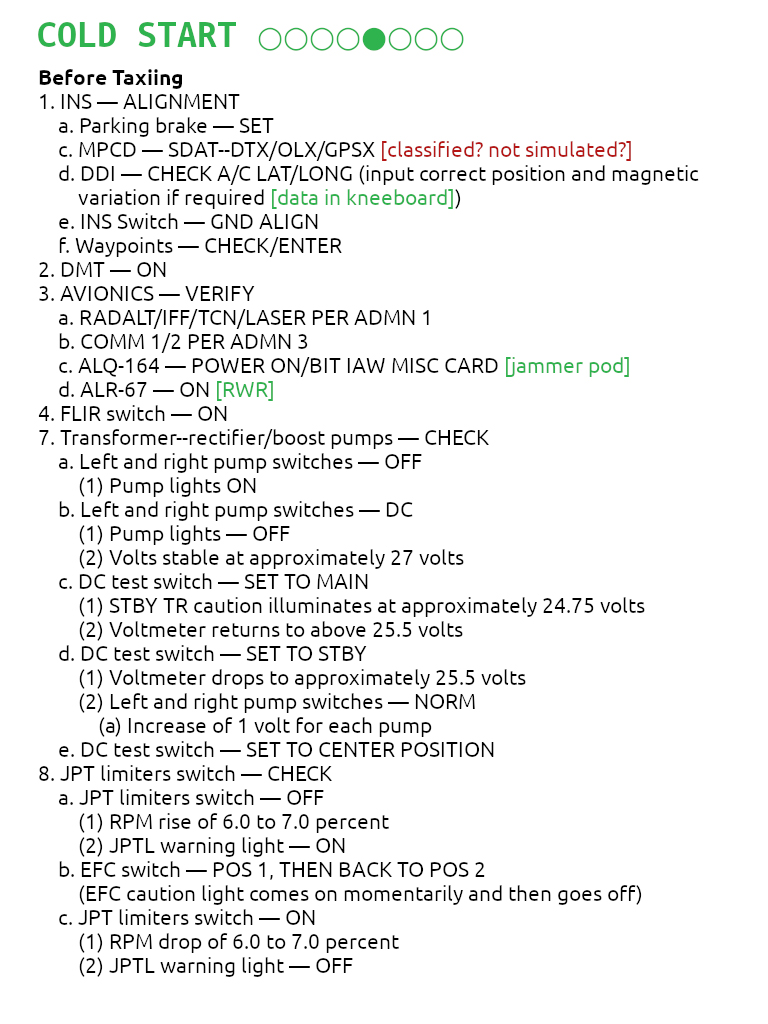 COLD START ○○○○●○○○
Before Taxiing
1. INS — ALIGNMENT
a. Parking brake — SET
c. MPCD — SDAT--DTX/OLX/GPSX [classified? not simulated?]
d. DDI — CHECK A/C LAT/LONG (input correct position and magnetic
variation if required [data in kneeboard])
e. INS Switch — GND ALIGN
f. Waypoints — CHECK/ENTER
2. DMT — ON
3. AVIONICS — VERIFY
a. RADALT/IFF/TCN/LASER PER ADMN 1
b. COMM 1/2 PER ADMN 3
c. ALQ-164 — POWER ON/BIT IAW MISC CARD [jammer pod]
d. ALR-67 — ON [RWR]
4. FLIR switch — ON
7. Transformer--rectifier/boost pumps — CHECK
a. Left and right pump switches — OFF
(1) Pump lights ON
b. Left and right pump switches — DC
(1) Pump lights — OFF
(2) Volts stable at approximately 27 volts
c. DC test switch — SET TO MAIN
(1) STBY TR caution illuminates at approximately 24.75 volts
(2) Voltmeter returns to above 25.5 volts
d. DC test switch — SET TO STBY
(1) Voltmeter drops to approximately 25.5 volts
(2) Left and right pump switches — NORM
(a) Increase of 1 volt for each pump
e. DC test switch — SET TO CENTER POSITION
8. JPT limiters switch — CHECK
a. JPT limiters switch — OFF
(1) RPM rise of 6.0 to 7.0 percent
(2) JPTL warning light — ON
b. EFC switch — POS 1, THEN BACK TO POS 2
(EFC caution light comes on momentarily and then goes off)
c. JPT limiters switch — ON
(1) RPM drop of 6.0 to 7.0 percent
(2) JPTL warning light — OFF